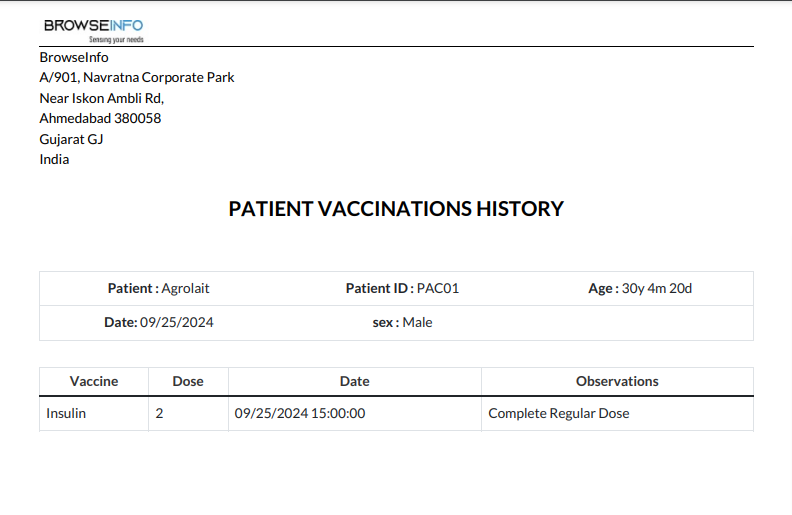 BROWSEINFO
Sensing your needs
BrowseInfo
A/901, Navratna Corporate Park
Near Iskon Ambli Rd,
Ahmedabad 380058
Gujarat GJ
India
PATIENT VACCINATIONS HISTORY
Patient : Agrolait Patient ID : PAC01 Age : 30y 4m 20d
Date: 09/25/2024 sex : Male
Vaccine Dose Date Observations
Insulin 2 09/25/2024 15:00:00 Complete Regular Dose